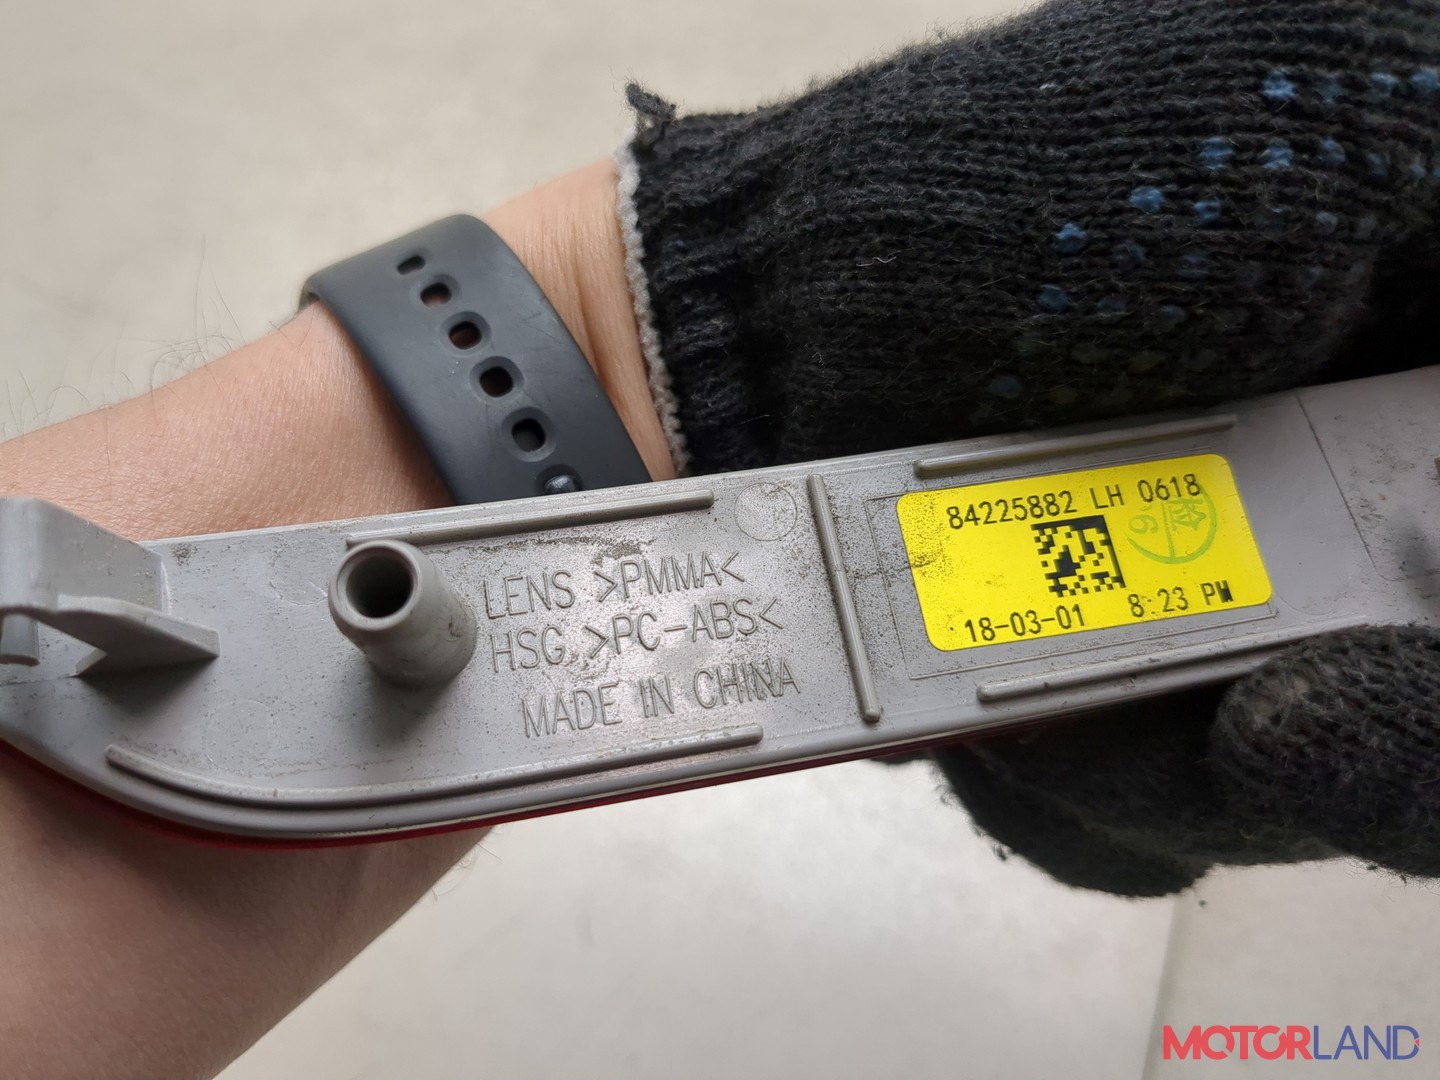 LENS >PMMA<
HSG. >PC-ABS<
MADE IN CHINA
84225882 LH 0618
18-03-01 8:23 PM
MOTORLAND